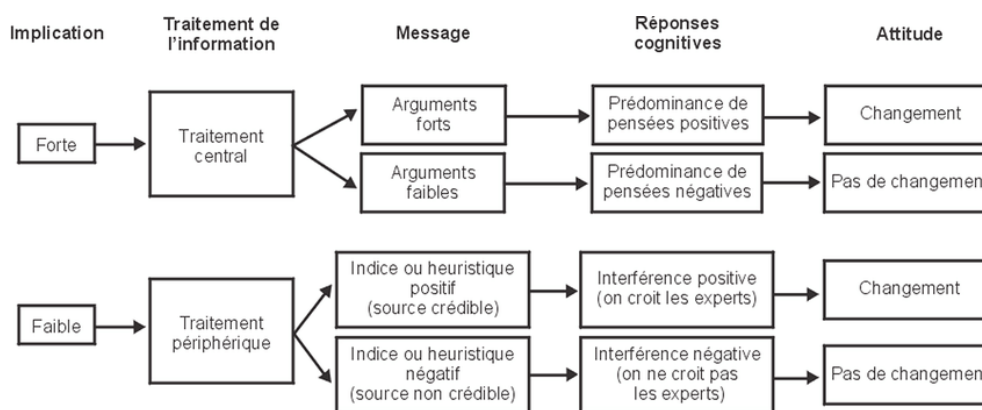 Implication
Traitement de
l'information
Message
Réponses
cognitives
Attitude
Forte
Traitement
central
Arguments
forts
Prédominance de
pensées positives
Changement
Arguments
faibles
Prédominance de
pensées négatives
Pas de changemen
Faible
Traitement
périphérique
Indice ou heuristique
positif
(source crédible)
Interférence positive
(on croit les experts)
Changement
Indice ou heuristique
négatif
(source non crédible)
Interférence négative
(on ne croit pas
les experts)
Pas de changemen